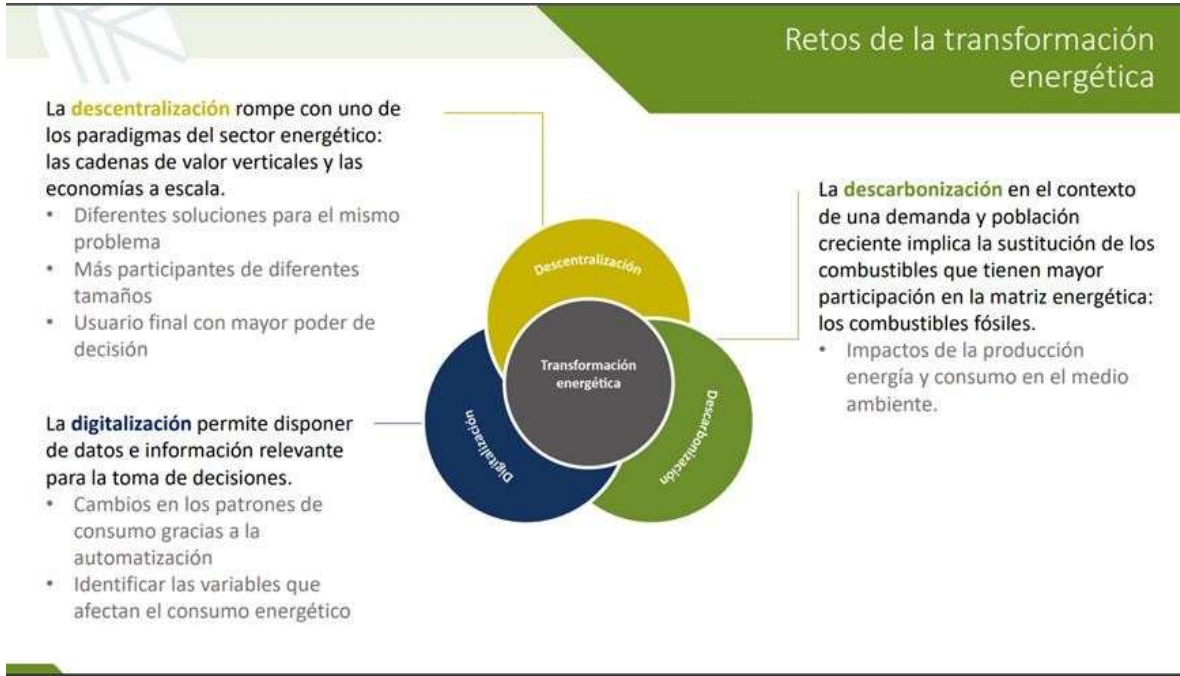 Retos de la transformación
energética
La descentralización rompe con uno de
los paradigmas del sector energético:
las cadenas de valor verticales y las
economías a escala.
• Diferentes soluciones para el mismo
problema
• Más participantes de diferentes
tamaños
• Usuario final con mayor poder de
decisión
La digitalización permite disponer
de datos e información relevante
para la toma de decisiones.
• Cambios en los patrones de
consumo gracias a la
automatización
• Identificar las variables que
afectan el consumo energético
Descentralización
Transformación
energética
Digitalización
Descarbonización
La descarbonización en el contexto
de una demanda y población
creciente implica la sustitución de los
combustibles que tienen mayor
participación en la matriz energética:
los combustibles fósiles.
• Impactos de la producción
energía y consumo en el medio
ambiente.